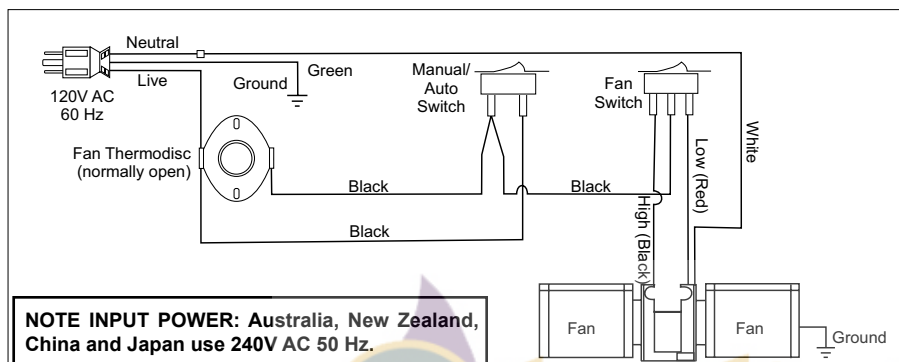 Neutral
Live
120V AC
60 Hz
Ground
Green
Manual/
Auto
Switch
Fan
Switch
Fan Thermodisc
(normally open)
Black
Black
Black
High (Black)
Low (Red)
White
Fan
Fan
Ground
NOTE INPUT POWER: Australia, New Zealand,
China and Japan use 240V AC 50 Hz.